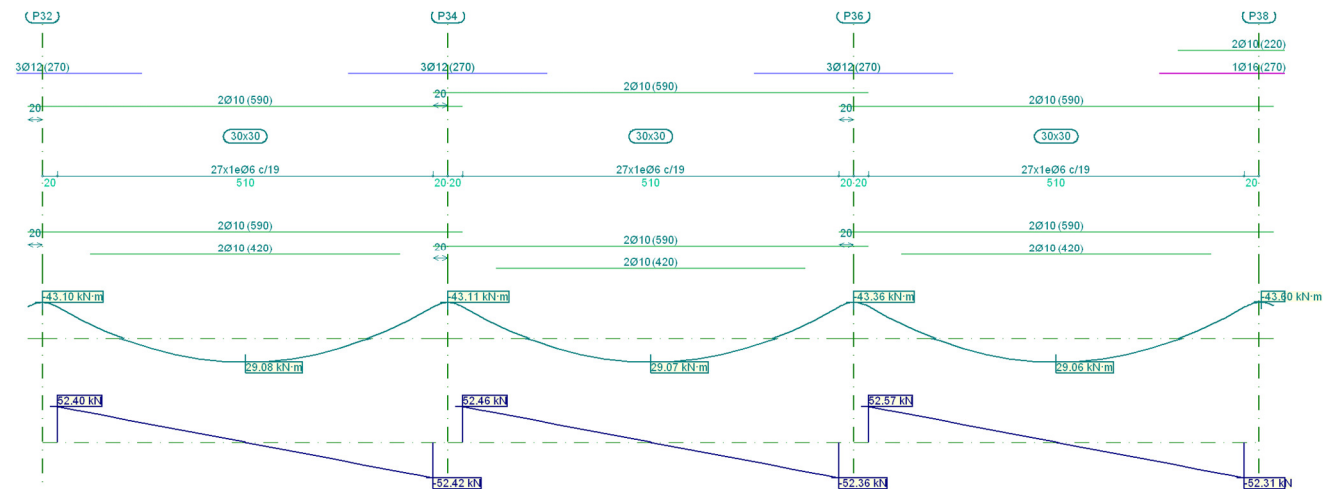 P32 P34 P36 P38
2Ø10(220)
3Ø12(270) 3Ø12(270) 3Ø12(270) 1Ø16(270)
2Ø10(590)
20
2Ø10(590) 2Ø10(590)
20 20
30x30 30x30 30x30
27x1eØ6 c/19 27x1eØ6 c/19 27x1eØ6 c/19
-20 510 20-20 510 20-20 510 20-
2Ø10(590) 2Ø10(590)
20 2Ø10(590) 20
2Ø10(420) 20 2Ø10(420)
2Ø10(420)
-43.10 kN·m -43.11 kN·m -43.36 kN·m -43.60 kN·m
29.08 kN·m 29.07 kN·m 29.06 kN·m
52.40 kN 52.46 kN 52.57 kN
-52.42 kN -52.36 kN -52.31 kN